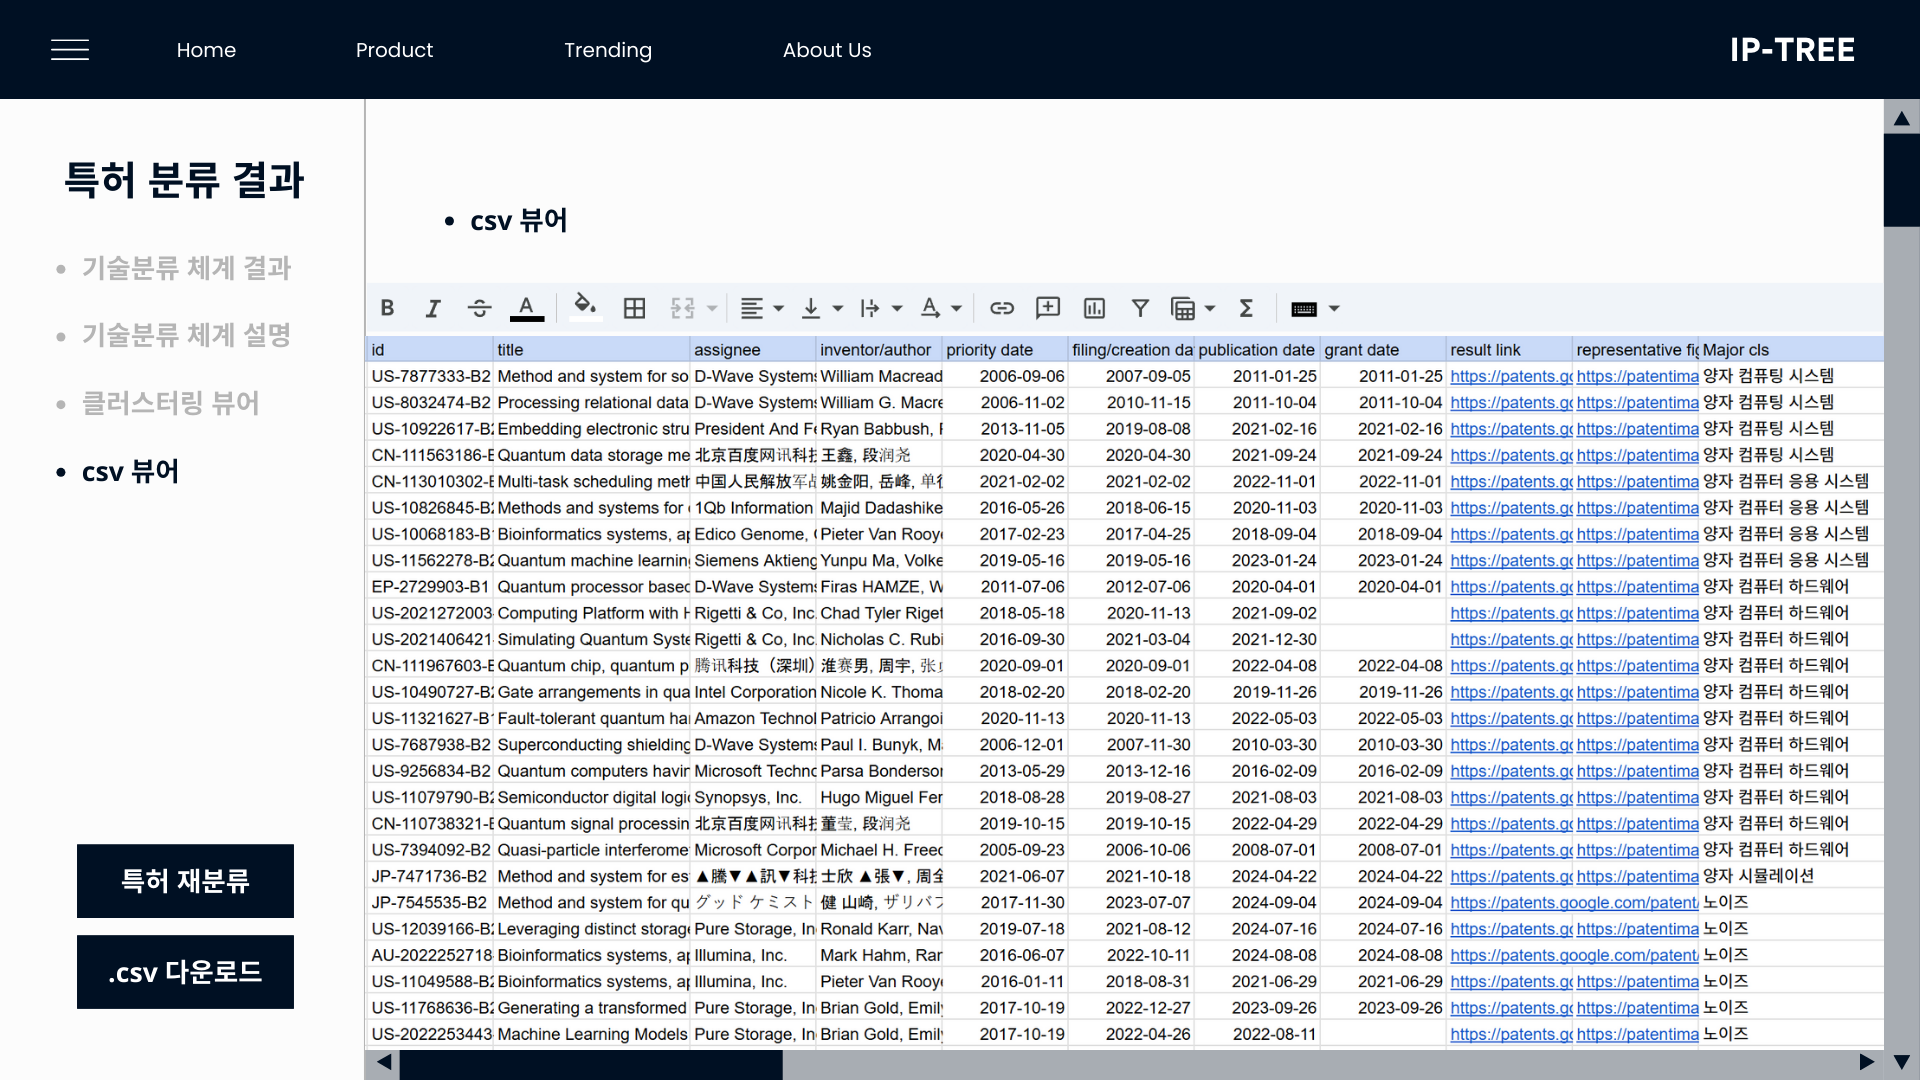 Home Product Trending About Us IP-TREE
특허 분류 결과
• 기술분류 체계 결과
• 기술분류 체계 설명
• 클러스터링 뷰어
• csv 뷰어
특허 재분류
.csv 다운로드
• csv 뷰어
id title assignee inventor/author priority date filing/creation da publication date grant date result link representative fig Major cls
US-7877333-B2 Method and system for so D-Wave Systems William Macread 2006-09-06 2007-09-05 2011-01-25 2011-01-25 https://patents.go https://patentima 양자 컴퓨팅 시스템
US-8032474-B2 Processing relational data D-Wave Systems William G. Macre 2006-11-02 2010-11-15 2011-10-04 2011-10-04 https://patents.go https://patentima 양자 컴퓨팅 시스템
US-10922617-B2 Embedding electronic stru President And Fe Ryan Babbush, 2013-11-05 2019-08-08 2021-02-16 2021-02-16 https://patents.go https://patentima 양자 컴퓨팅 시스템
CN-111563186-B Quantum data storage me 北京百度网讯科技 王鑫, 段润尧 2020-04-30 2020-04-30 2021-09-24 2021-09-24 https://patents.go https://patentima 양자 컴퓨팅 시스템
CN-113010302-B Multi-task scheduling meth 中国人民解放军 姚金阳, 岳峰, 2021-02-02 2021-02-02 2022-11-01 2022-11-01 https://patents.go https://patentima 양자 컴퓨터 응용 시스템
US-10826845-B2 Methods and systems for 1Qb Information Majid Dadashike 2016-05-26 2018-06-15 2020-11-03 2020-11-03 https://patents.go https://patentima 양자 컴퓨터 응용 시스템
US-10068183-B1 Bioinformatics systems, ap Edico Genome, Pieter Van Rooye 2017-02-23 2017-04-25 2018-09-04 2018-09-04 https://patents.go https://patentima 양자 컴퓨터 응용 시스템
US-11562278-B2 Quantum machine learning Siemens Aktieng Yunpu Ma, Volke 2019-05-16 2019-05-16 2023-01-24 2023-01-24 https://patents.go https://patentima 양자 컴퓨터 응용 시스템
EP-2729903-B1 Quantum processor based D-Wave Systems Firas HAMZE, W 2011-07-06 2012-07-06 2020-04-01 2020-04-01 https://patents.go https://patentima 양자 컴퓨터 하드웨어
US-2021272003 Computing Platform with H Rigetti & Co, Inc. Chad Tyler Riget 2018-05-18 2020-11-13 2021-09-02 https://patents.go https://patentima 양자 컴퓨터 하드웨어
US-2021406421 Simulating Quantum Syste Rigetti & Co, Inc. Nicholas C. Rubi 2016-09-30 2021-03-04 2021-12-30 https://patents.go https://patentima 양자 컴퓨터 하드웨어
CN-111967603-B Quantum chip, quantum p 腾讯科技（深圳） 淮赛男, 周宇, 张 2020-09-01 2020-09-01 2022-04-08 2022-04-08 https://patents.go https://patentima 양자 컴퓨터 하드웨어
US-10490727-B2 Gate arrangements in qua Intel Corporation Nicole K. Thoma 2018-02-20 2018-02-20 2019-11-26 2019-11-26 https://patents.go https://patentima 양자 컴퓨터 하드웨어
US-11321627-B1 Fault-tolerant quantum ha Amazon Technol Patricio Arrangoi 2020-11-13 2020-11-13 2022-05-03 2022-05-03 https://patents.go https://patentima 양자 컴퓨터 하드웨어
US-7687938-B2 Superconducting shielding D-Wave Systems Paul I. Bunyk, M 2006-12-01 2007-11-30 2010-03-30 2010-03-30 https://patents.go https://patentima 양자 컴퓨터 하드웨어
US-9256834-B2 Quantum computers havin Microsoft Techno Parsa Bonderson 2013-05-29 2013-12-16 2016-02-09 2016-02-09 https://patents.go https://patentima 양자 컴퓨터 하드웨어
US-11079790-B2 Semiconductor digital logi Synopsys, Inc. Hugo Miguel Fer 2018-08-28 2019-08-27 2021-08-03 2021-08-03 https://patents.go https://patentima 양자 컴퓨터 하드웨어
CN-110738321-B Quantum signal processin 北京百度网讯科技 董莹, 段润尧 2019-10-15 2019-10-15 2022-04-29 2022-04-29 https://patents.go https://patentima 양자 컴퓨터 하드웨어
US-7394092-B2 Quasi-particle interferome Microsoft Corpor Michael H. Freed 2005-09-23 2006-10-06 2008-07-01 2008-07-01 https://patents.go https://patentima 양자 컴퓨터 하드웨어
JP-7471736-B2 Method and system for es ▲騰▼▲訊▼科技 士欣 ▲張▼, 周全 2021-06-07 2021-10-18 2024-04-22 2024-04-22 https://patents.go https://patentima 양자 시뮬레이션
JP-7545535-B2 Method and system for qu グッド ケミスト 健 山崎, ザリバフ 2017-11-30 2023-07-07 2024-09-04 2024-09-04 https://patents.google.com/patent/ 노이즈
US-12039166-B2 Leveraging distinct storage Pure Storage, In Ronald Karr, Nav 2019-07-18 2021-08-12 2024-07-16 2024-07-16 https://patents.go https://patentima 노이즈
AU-2022252718 Bioinformatics systems, ap Illumina, Inc. Mark Hahm, Ran 2016-06-07 2022-10-11 2024-08-08 2024-08-08 https://patents.google.com/patent/ 노이즈
US-11049588-B2 Bioinformatics systems, ap Illumina, Inc. Pieter Van Rooye 2016-01-11 2018-08-31 2021-06-29 2021-06-29 https://patents.go https://patentima 노이즈
US-11768636-B2 Generating a transformed Pure Storage, In Brian Gold, Emily 2017-10-19 2022-12-27 2023-09-26 2023-09-26 https://patents.go https://patentima 노이즈
US-2022253443 Machine Learning Models Pure Storage, In Brian Gold, Emily 2017-10-19 2022-04-26 2022-08-11 https://patents.go https://patentima 노이즈